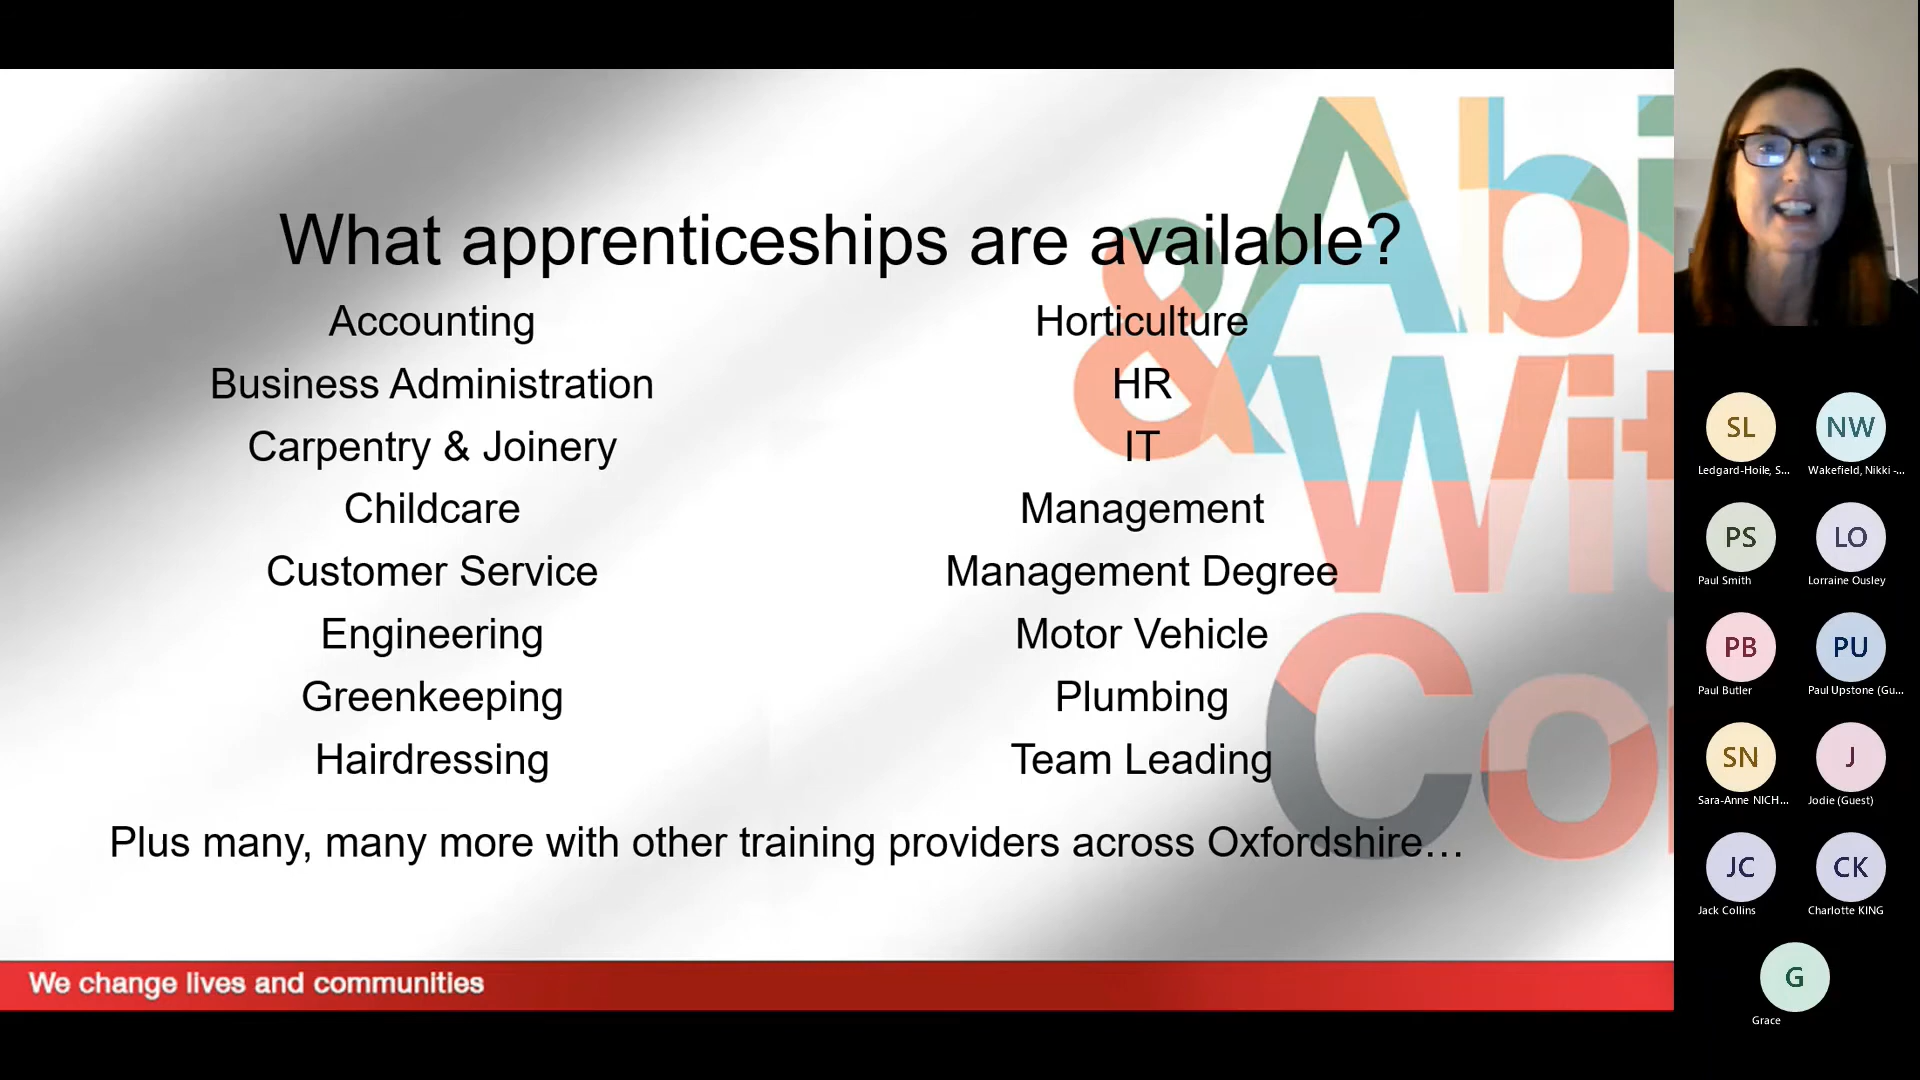 What apprenticeships are available?
Accounting
Business Administration
Carpentry & Joinery
Childcare
Customer Service
Engineering
Greenkeeping
Hairdressing
Horticulture
HR
IT
Management
Management Degree
Motor Vehicle
Plumbing
Team Leading
Plus many, many more with other training providers across Oxfordshire…
We change lives and communities
Abi
&
Wit
Co
SL
Ledgard-Hoile, S...
NW
Wakefield, Nikki -...
PS
Paul Smith
LO
Lorraine Ousley
PB
Paul Butler
PU
Paul Upstone (Gu...
SN
Sara-Anne NICH...
J
Jodie (Guest)
JC
Jack Collins
CK
Charlotte KING
G
Grace